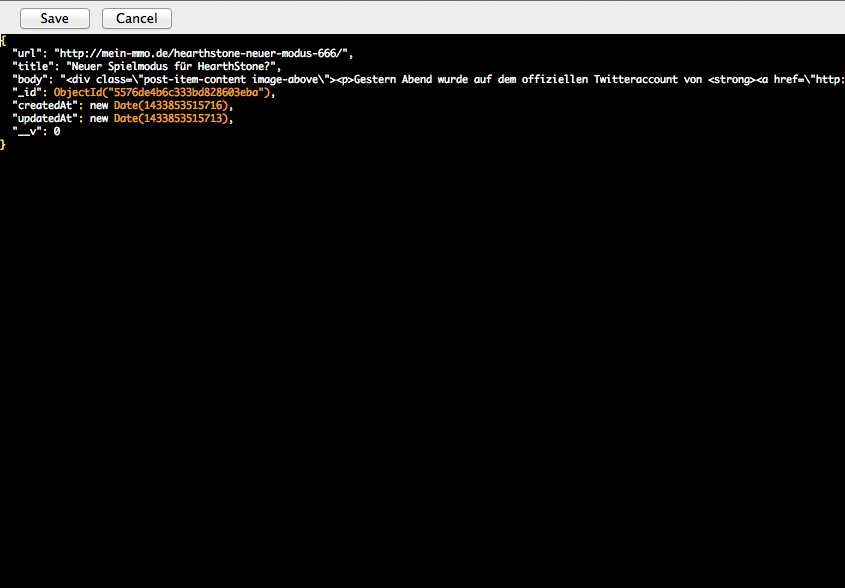 Save Cancel
{
"url": "http://mein-mmo.de/hearthstone-neuer-modus-666/",
"title": "Neuer Spielmodus für HearthStone?",
"body": "<div class=\"post-item-content image-above\"><p>Gestern Abend wurde auf dem offiziellen Twitteraccount von <strong><a href=\"http:
"_id": ObjectId("5576de4b6c333bd828603eba"),
"createdAt": new Date(1433853515716),
"updatedAt": new Date(1433853515713),
"__v": 0
}